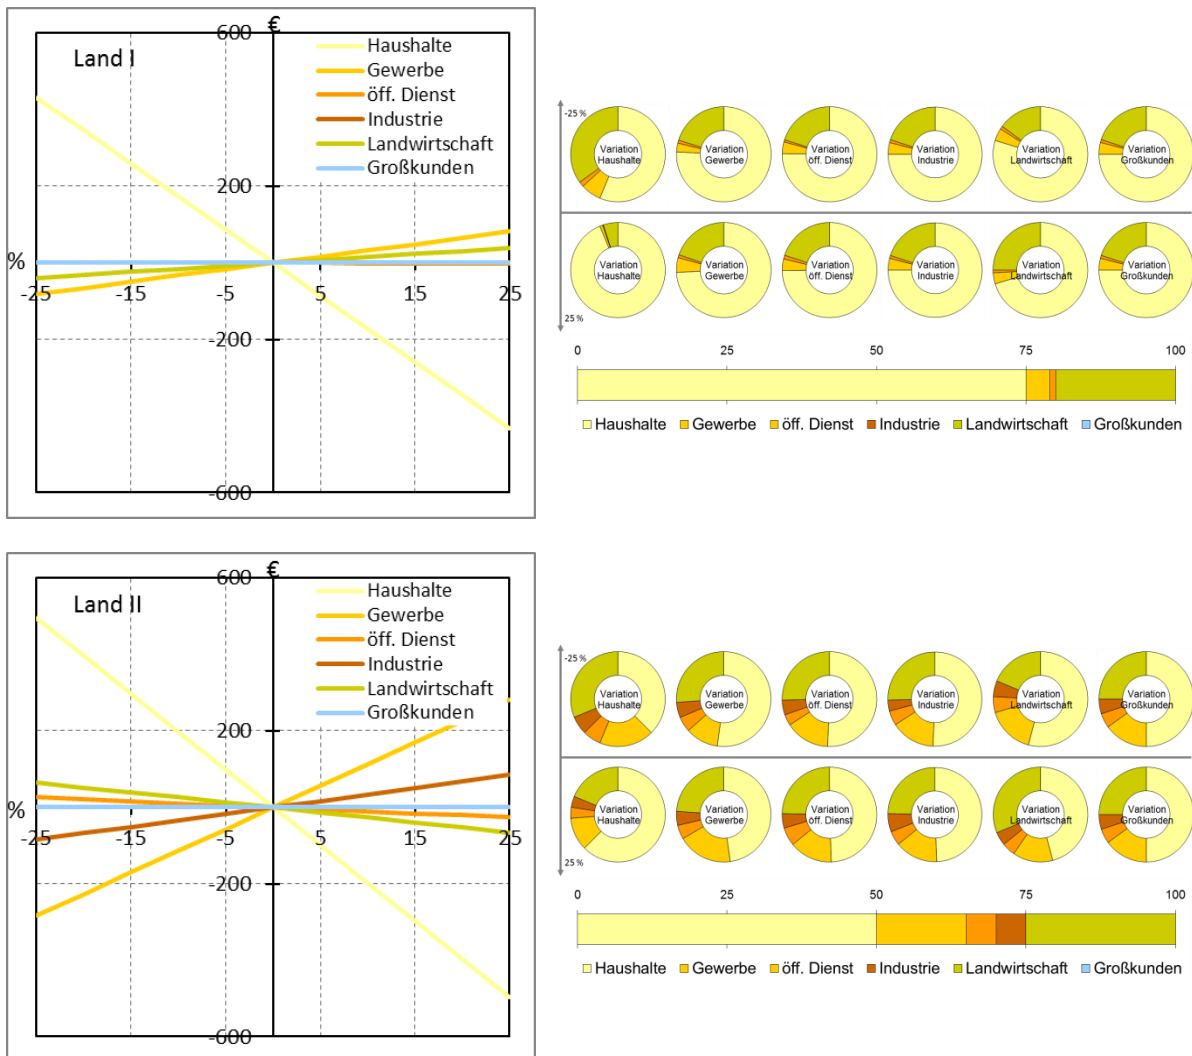 €
600
Land I
Haushalte
Gewerbe
öff. Dienst
Industrie
Landwirtschaft
Großkunden
200
%
-25 -15 -5 5 15 25
-200
-600
-25 %
Variation Haushalte
Variation Gewerbe
Variation öff. Dienst
Variation Industrie
Variation Landwirtschaft
Variation Großkunden
Variation Haushalte
Variation Gewerbe
Variation öff. Dienst
Variation Industrie
Variation Landwirtschaft
Variation Großkunden
25 %
0 25 50 75 100
Haushalte Gewerbe öff. Dienst Industrie Landwirtschaft Großkunden
€
600
Land II
Haushalte
Gewerbe
öff. Dienst
Industrie
Landwirtschaft
Großkunden
200
%
-25 -15 -5 5 15 25
-200
-600
-25 %
Variation Haushalte
Variation Gewerbe
Variation öff. Dienst
Variation Industrie
Variation Landwirtschaft
Variation Großkunden
Variation Haushalte
Variation Gewerbe
Variation öff. Dienst
Variation Industrie
Variation Landwirtschaft
Variation Großkunden
25 %
0 25 50 75 100
Haushalte Gewerbe öff. Dienst Industrie Landwirtschaft Großkunden